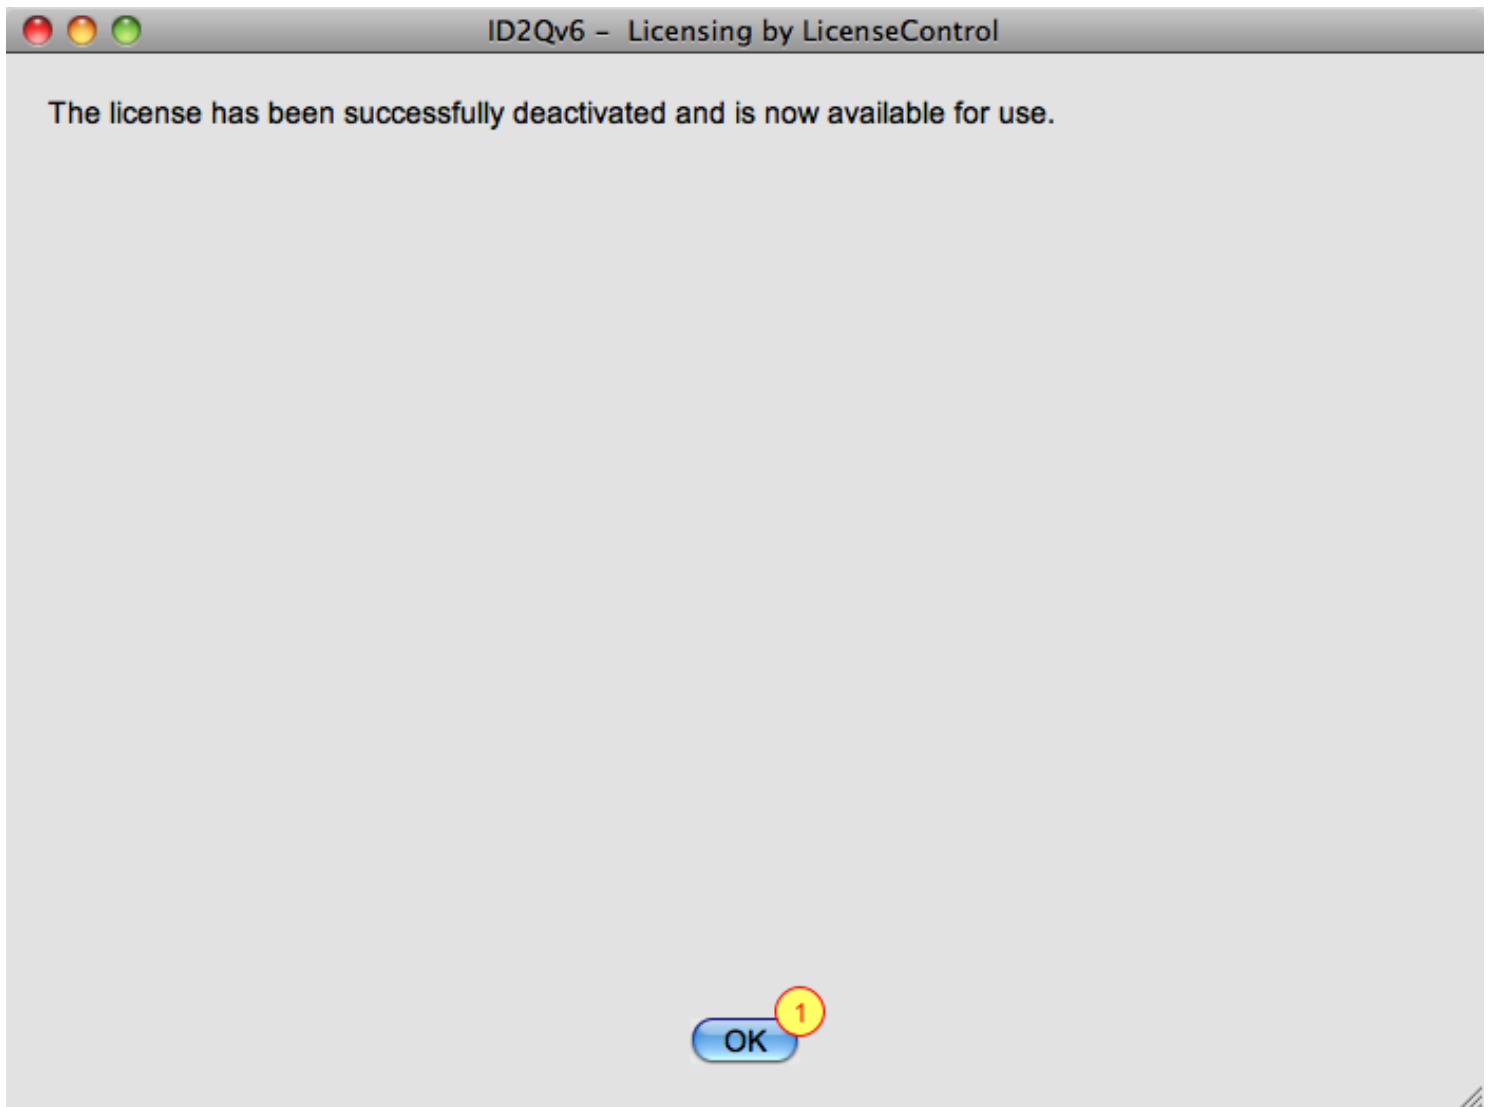 ID2Qv6 – Licensing by LicenseControl
The license has been successfully deactivated and is now available for use.
1
OK